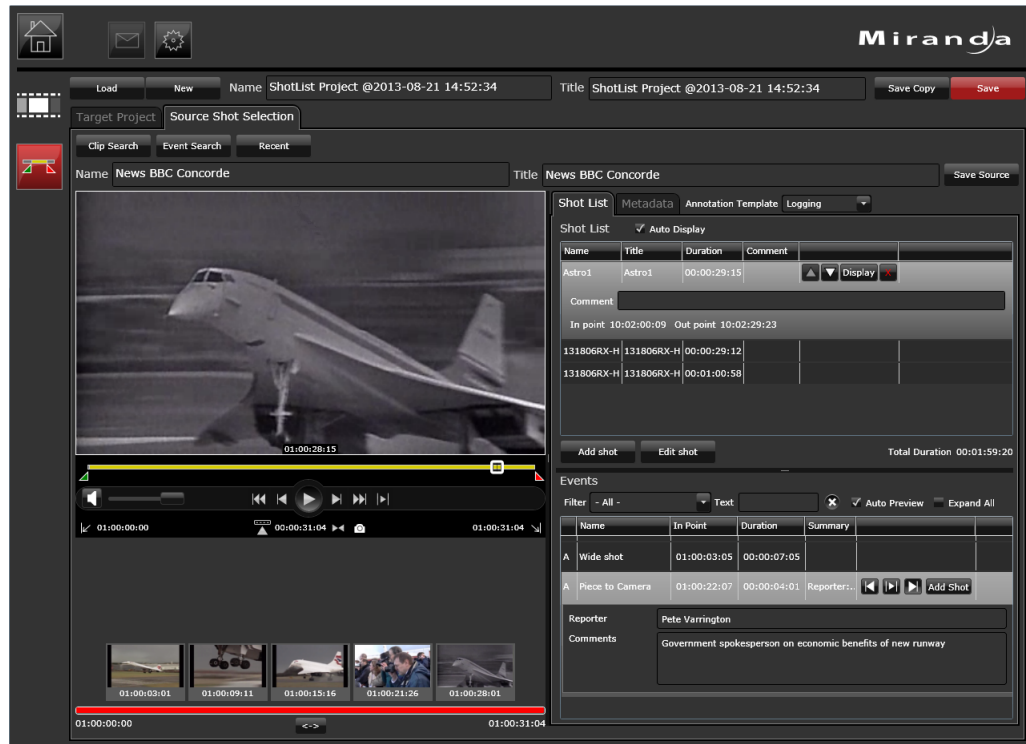 Miranda
Load New Name ShotList Project @2013-08-21 14:52:34 Title ShotList Project @2013-08-21 14:52:34 Save Copy Save
Target Project Source Shot Selection
Clip Search Event Search Recent
Name News BBC Concorde Title News BBC Concorde Save Source
Shot List Metadata Annotation Template Logging
Shot List Auto Display
Name Title Duration Comment
Astro1 Astro1 00:00:29:15 Display x
Comment
In point 10:02:00:09 Out point 10:02:29:23
131806RX-H 131806RX-H 00:00:29:12
131806RX-H 131806RX-H 00:01:00:58
01:00:28:15
Add shot Edit shot Total Duration 00:01:59:20
Events
Filter - All - Text Auto Preview Expand All
Name In Point Duration Summary
01:00:00:00 00:00:31:04 01:00:31:04
A Wide shot 01:00:03:05 00:00:07:05
A Piece to Camera 01:00:22:07 00:00:04:01 Reporter:.. Add Shot
Reporter Pete Varrington
Comments Government spokesperson on economic benefits of new runway
01:00:03:01 01:00:09:11 01:00:15:16 01:00:21:26 01:00:28:01
01:00:00:00 <-> 01:00:31:04